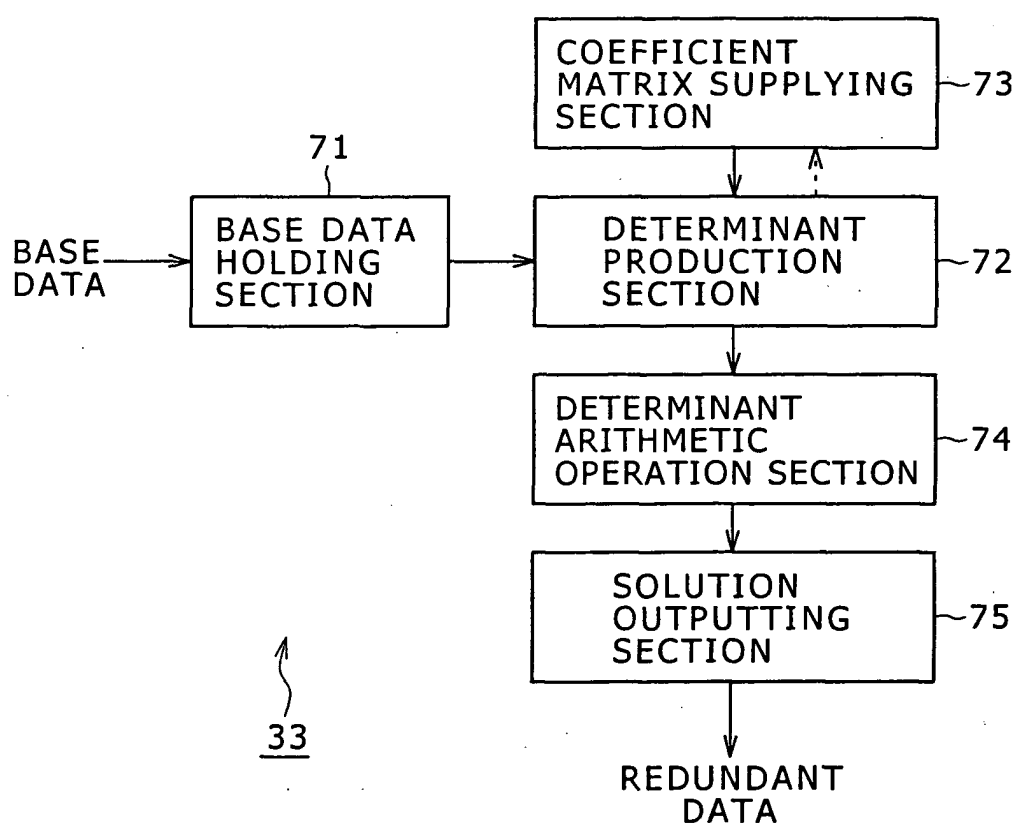 COEFFICIENT
MATRIX SUPPLYING
SECTION
73
71
BASE
DATA
BASE DATA
HOLDING
SECTION
DETERMINANT
PRODUCTION
SECTION
72
DETERMINANT
ARITHMETIC
OPERATION SECTION
74
SOLUTION
OUTPUTTING
SECTION
75
33
REDUNDANT
DATA